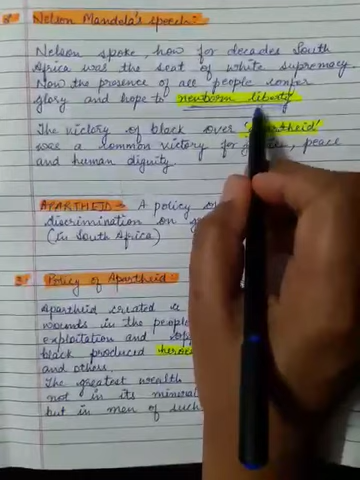 Nelson Mandela's speech:
Nelson spoke, how for decades South
Africa was the seat of white supremacy.
Now the presence of all people confer
glory and hope to newborn liberty
The victory of black over 'apartheid'
was a common victory for peace
and human dignity.
APARTHEID - A policy o
discrimination on g
(In South Africa)
Policy of Apartheid :
Apartheid created a
wounds in the people
exploitation and
black produced heroes
and others.
The greatest wealth
not in its mineral
but in men of such